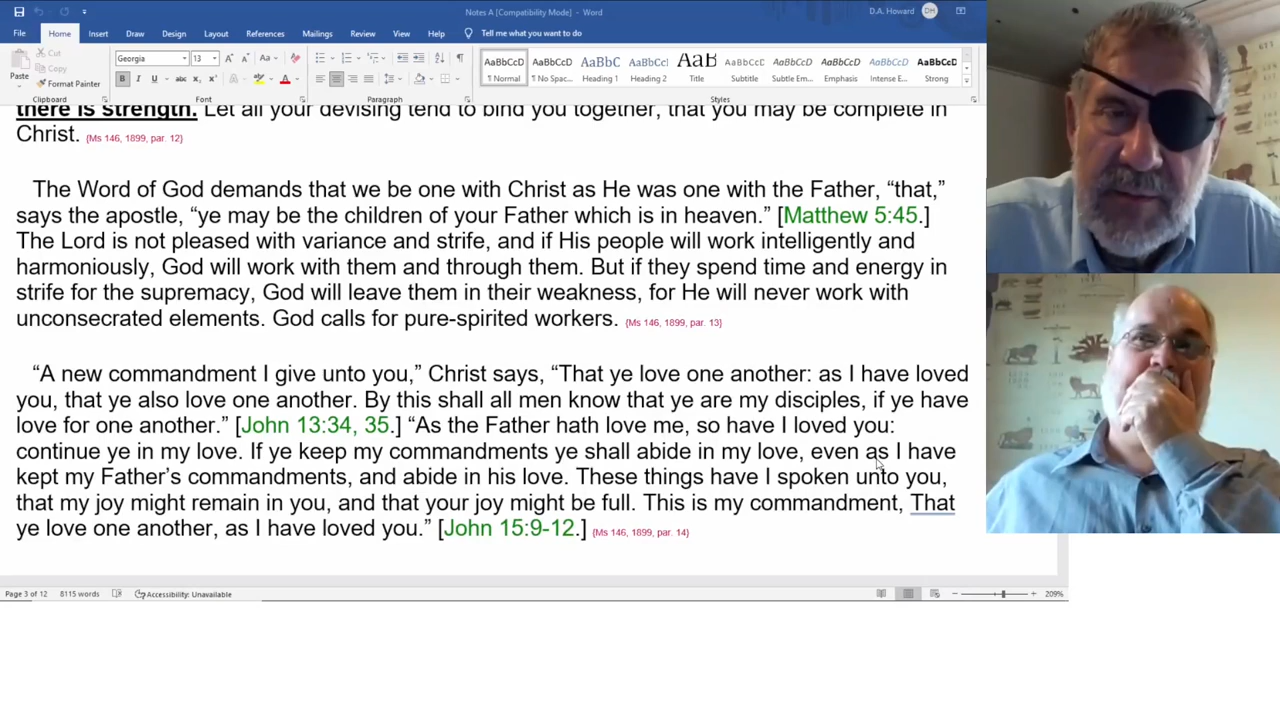 Notes A [Compatibility Mode] - Word
D.A. Howard DH
File Home Insert Draw Design Layout References Mailings Review View Help Tell me what you want to do
Paste
Cut
Copy
Format Painter
Georgia 13
AaBbCcD AaBbCcD AaBbC AaBbCcC AaB AaBbCcD AaBbCcD AaBbCcD AaBbCcD AaBbCcD
¶ Normal ¶ No Spac... Heading 1 Heading 2 Title Subtitle Subtle Em... Emphasis Intense E... Strong
Clipboard Font Paragraph Styles
there is strength. Let all your devising tend to bind you together, that you may be complete in
Christ. {Ms 146, 1899, par. 12}
The Word of God demands that we be one with Christ as He was one with the Father, “that,”
says the apostle, “ye may be the children of your Father which is in heaven.” [Matthew 5:45.]
The Lord is not pleased with variance and strife, and if His people will work intelligently and
harmoniously, God will work with them and through them. But if they spend time and energy in
strife for the supremacy, God will leave them in their weakness, for He will never work with
unconsecrated elements. God calls for pure-spirited workers. {Ms 146, 1899, par. 13}
“A new commandment I give unto you,” Christ says, “That ye love one another: as I have loved
you, that ye also love one another. By this shall all men know that ye are my disciples, if ye have
love for one another.” [John 13:34, 35.] “As the Father hath love me, so have I loved you:
continue ye in my love. If ye keep my commandments ye shall abide in my love, even as I have
kept my Father’s commandments, and abide in his love. These things have I spoken unto you,
that my joy might remain in you, and that your joy might be full. This is my commandment, That
ye love one another, as I have loved you.” [John 15:9-12.] {Ms 146, 1899, par. 14}
Page 3 of 12 8115 words Accessibility: Unavailable 209%